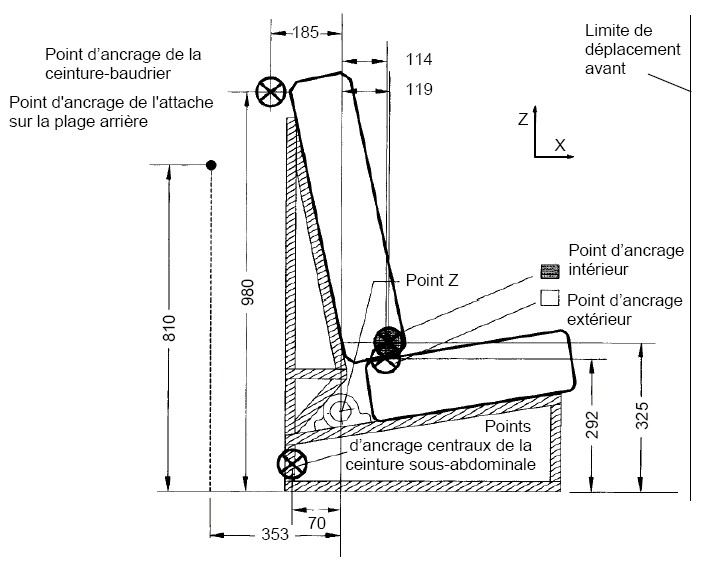 185
114
119
Point d’ancrage de la
ceinture-baudrier
Point d'ancrage de l'attache
sur la plage arrière
Limite de
déplacement
avant
Z
X
Point d’ancrage
intérieur
Point Z
Point d’ancrage
extérieur
980
810
292
325
Points
d’ancrage centraux de la
ceinture sous-abdominale
70
353